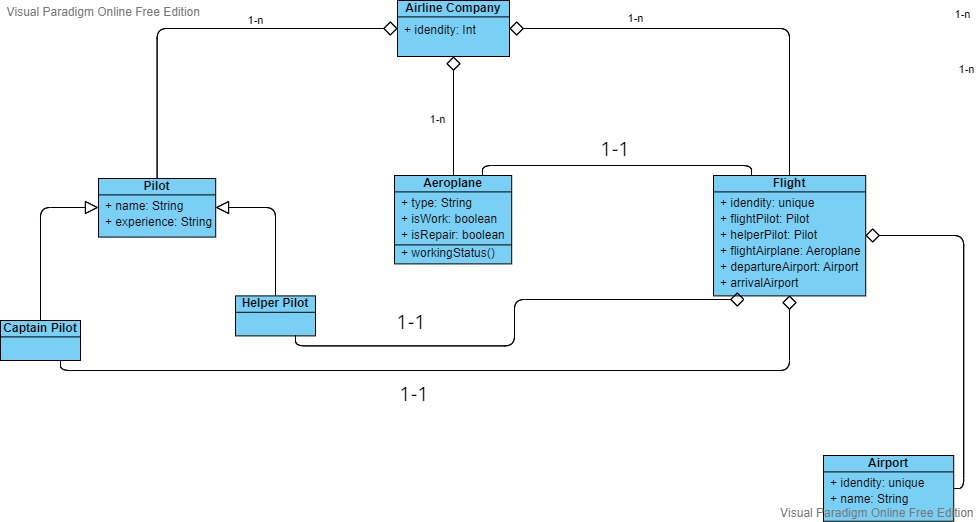 Visual Paradigm Online Free Edition
Airline Company
+ idendity: Int
1-n
1-n
1-n
1-n
1-n
1-1
Pilot
+ name: String
+ experience: String
Aeroplane
+ type: String
+ isWork: boolean
+ isRepair: boolean
+ workingStatus()
Flight
+ idendity: unique
+ flightPilot: Pilot
+ helperPilot: Pilot
+ flightAirplane: Aeroplane
+ departureAirport: Airport
+ arrivalAirport
Helper Pilot
Captain Pilot
1-1
1-1
Airport
+ idendity: unique
+ name: String
Visual Paradigm Online Free Edition